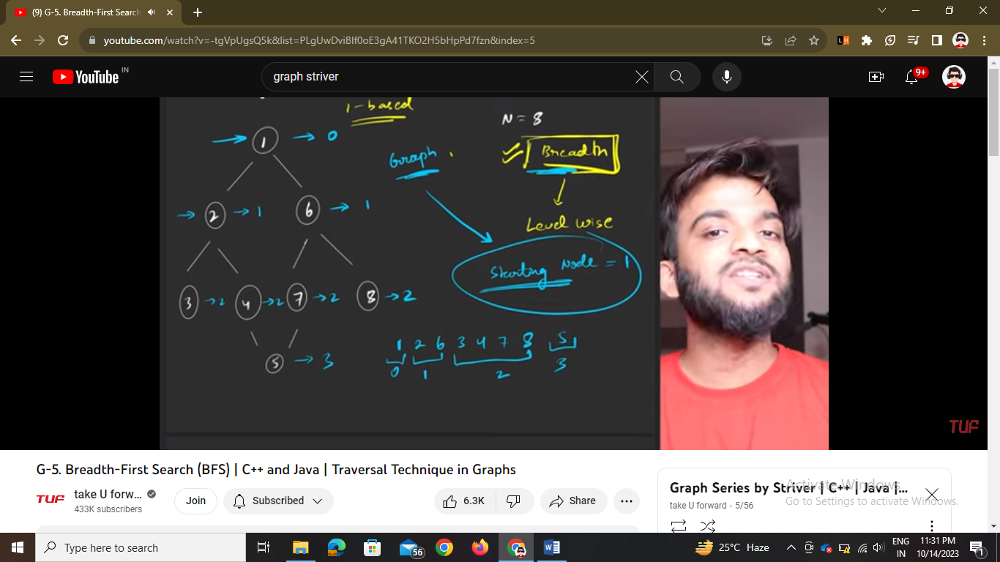 (9) G-5. Breadth-First Search
youtube.com/watch?v=-tgVpUgsQ5k&list=PLgUwDviBIf0oE3gA41TKO2H5bHpPd7fzn&index=5
YouTube IN
graph striver
9+
1-based
N = 8
1 → 0
Graph
Breadth
2 → 1 6 → 1
Level wise
Starting Node = 1
3 → 2 4 → 2 7 → 2 8 → 2
1 2 6 3 4 7 8 5
5 → 3
0 1 2 3
TUF
G-5. Breadth-First Search (BFS) | C++ and Java | Traversal Technique in Graphs
TUF
take U forw...
433K subscribers
Join
Subscribed
6.3K
Share
Graph Series by Striver | C++ | Java |...
take U forward - 5/56
Activate Windows
Go to Settings to activate Windows.
Type here to search
56
25°C Haze
ENG
IN
11:31 PM
10/14/2023
1